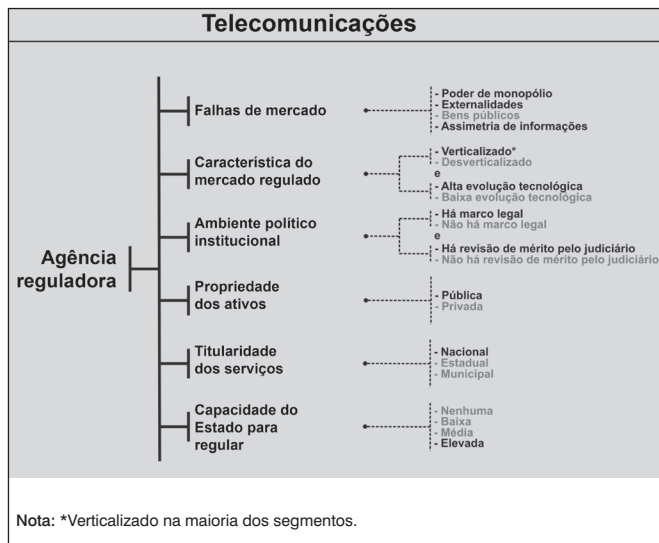 Telecomunicações
Agência
reguladora
Falhas de mercado
- Poder de monopólio
- Externalidades
- Bens públicos
- Assimetria de informações
Característica do
mercado regulado
- Verticalizado*
- Desverticalizado
e
- Alta evolução tecnológica
- Baixa evolução tecnológica
Ambiente político
institucional
- Há marco legal
- Não há marco legal
e
- Há revisão de mérito pelo judiciário
- Não há revisão de mérito pelo judiciário
Propriedade
dos ativos
- Pública
- Privada
Titularidade
dos serviços
- Nacional
- Estadual
- Municipal
Capacidade do
Estado para
regular
- Nenhuma
- Baixa
- Média
- Elevada
Nota: *Verticalizado na maioria dos segmentos.